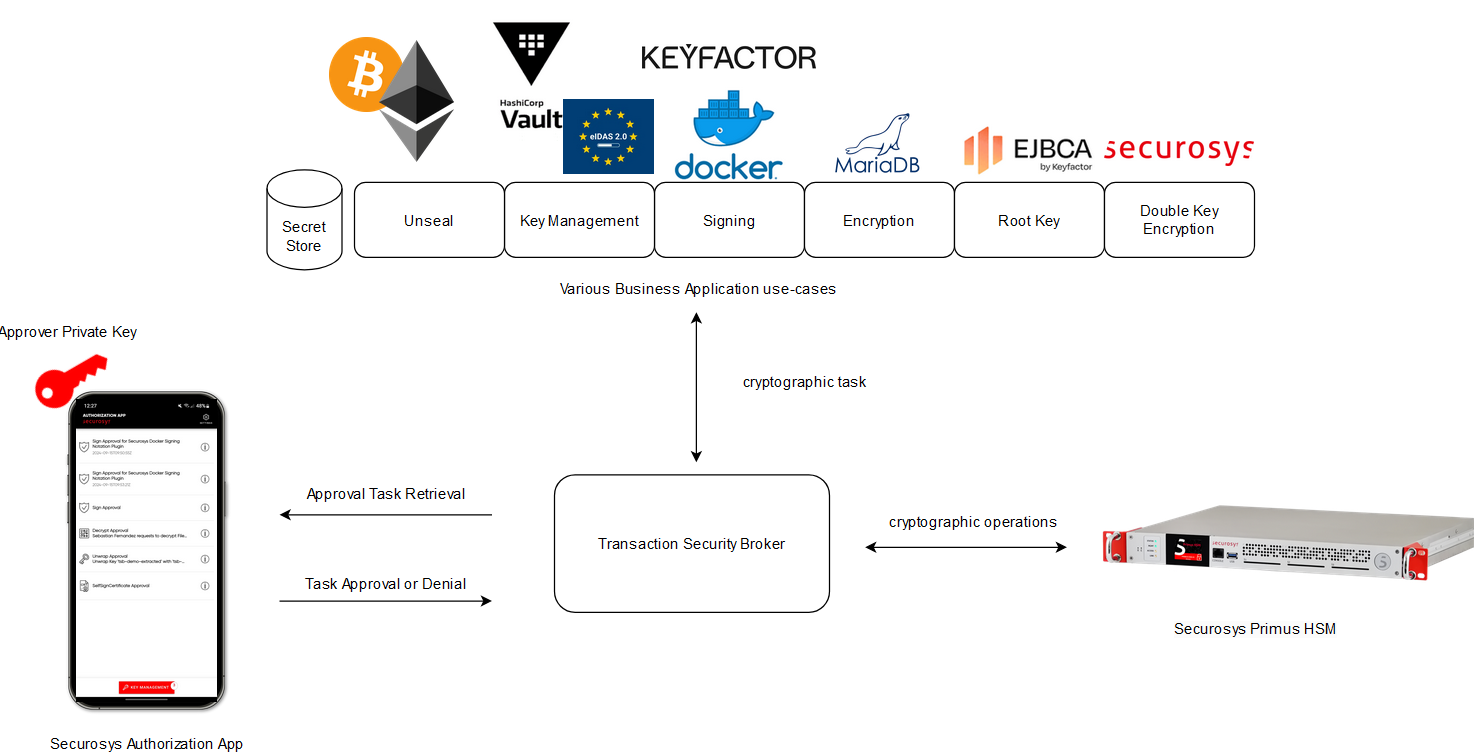 KEYFACTOR
HashiCorp
Vault
eIDAS 2.0
docker
MariaDB
EJBCA
by Keyfactor
securosys
Secret
Store
Unseal
Key Management
Signing
Encryption
Root Key
Double Key
Encryption
Various Business Application use-cases
Approver Private Key
cryptographic task
12:27
48%
AUTHORIZATION APP
securosys
Sign Approval for Securosys Docker Signing
Notation Plugin
Sign Approval for Securosys Docker Signing
Notation Plugin
Sign Approval
Decrypt Approval
Sebastian Fernandez requests to decrypt File...
Unwrap Approval
Unwrap Key 'tsb-demo-extracted' with 'tsb-...
SelfSignCertificate Approval
KEY MANAGEMENT
Approval Task Retrieval
Task Approval or Denial
Transaction Security Broker
cryptographic operations
securosys
Securosys Primus HSM
Securosys Authorization App